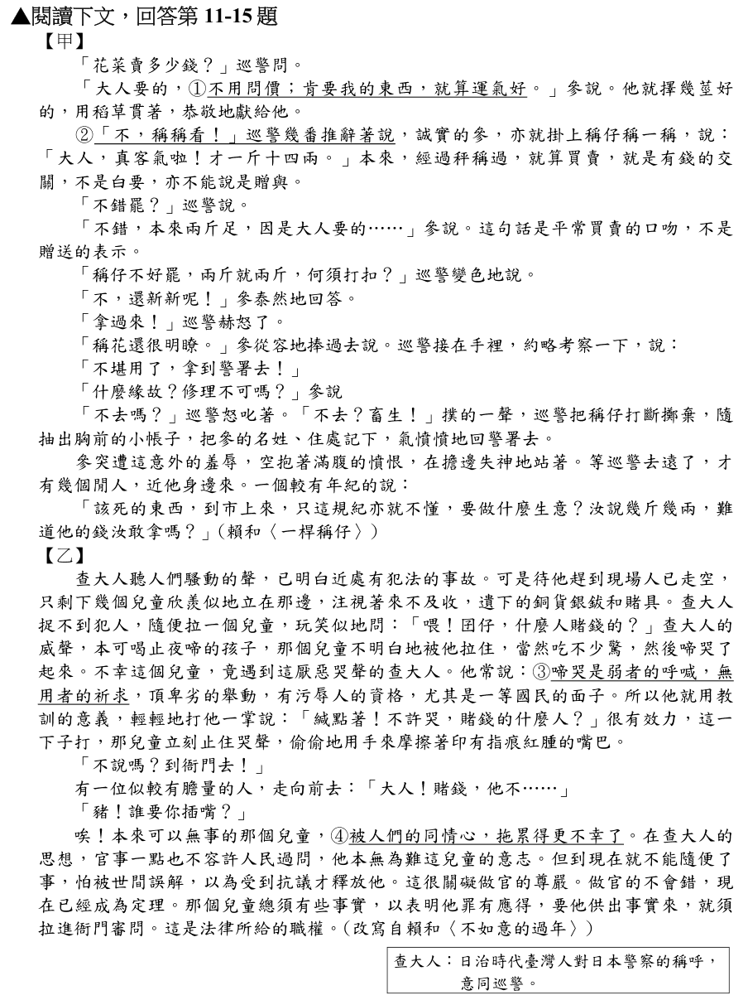 ▲閱讀下文，回答第 11-15 題
【甲】
「花菜賣多少錢？」巡警問。
「大人要的，①不用問價；肯要我的東西，就算運氣好。」參說。他就擇幾莖好
的，用稻草貫著，恭敬地獻給他。
②「不，稱稱看！」巡警幾番推辭著說，誠實的參，亦就掛上稱仔稱一稱，說：
「大人，真客氣啦！才一斤十四兩。」本來，經過秤稱過，就算買賣，就是有錢的交
關，不是白要，亦不能說是贈與。
「不錯罷？」巡警說。
「不錯，本來兩斤足，因是大人要的……」參說。這句話是平常買賣的口吻，不是
贈送的表示。
「稱仔不好罷，兩斤就兩斤，何須打扣？」巡警變色地說。
「不，還新新呢！」參泰然地回答。
「拿過來！」巡警赫怒了。
「稱花還很明瞭。」參從容地捧過去說。巡警接在手裡，約略考察一下，說：
「不堪用了，拿到警署去！」
「什麼緣故？修理不可嗎？」參說
「不去嗎？」巡警怒叱著。「不去？畜生！」撲的一聲，巡警把稱仔打斷擲棄，隨
抽出胸前的小帳子，把參的名姓、住處記下，氣憤憤地回警署去。
參突遭這意外的羞辱，空抱著滿腹的憤恨，在擔邊失神地站著。等巡警去遠了，才
有幾個閒人，近他身邊來。一個較有年紀的說：
「該死的東西，到市上來，只這規紀亦就不懂，要做什麼生意？汝說幾斤幾兩，難
道他的錢汝敢拿嗎？」（賴和〈一桿稱仔〉）
【乙】
查大人聽人們騷動的聲，已明白近處有犯法的事故。可是待他趕到現場人已走空，
只剩下幾個兒童欣羨似地立在那邊，注視著來不及收，遺下的銅貨銀鈸和賭具。查大人
捉不到犯人，隨便拉一個兒童，玩笑似地問：「喂！囝仔，什麼人賭錢的？」查大人的
威聲，本可喝止夜啼的孩子，那個兒童不明白地被他拉住，當然吃不少驚，然後啼哭了
起來。不幸這個兒童，竟遇到這厭惡哭聲的查大人。他常說：③啼哭是弱者的呼喊，無
用者的祈求，頂卑劣的舉動，有污辱人的資格，尤其是一等國民的面子。所以他就用教
訓的意義，輕輕地打他一掌說：「緘點著！不許哭，賭錢的什麼人？」很有效力，這一
下子打，那兒童立刻止住哭聲，偷偷地用手來摩擦著印有指痕紅腫的嘴巴。
「不說嗎？到衙門去！」
有一位似較有膽量的人，走向前去：「大人！賭錢，他不……」
「豬！誰要你插嘴？」
唉！本來可以無事的那個兒童，④被人們的同情心，拖累得更不幸了。在查大人的
思想，官事一點也不容許人民過問，他本無為難這兒童的意志。但到現在就不能隨便了
事，怕被世間誤解，以為受到抗議才釋放他。這很關礙做官的尊嚴。做官的不會錯，現
在已經成為定理。那個兒童總須有些事實，以表明他罪有應得，要他供出事實來，就須
拉進衙門審問。這是法律所給的職權。（改寫自賴和〈不如意的過年〉）
查大人：日治時代臺灣人對日本警察的稱呼，
意同巡警。